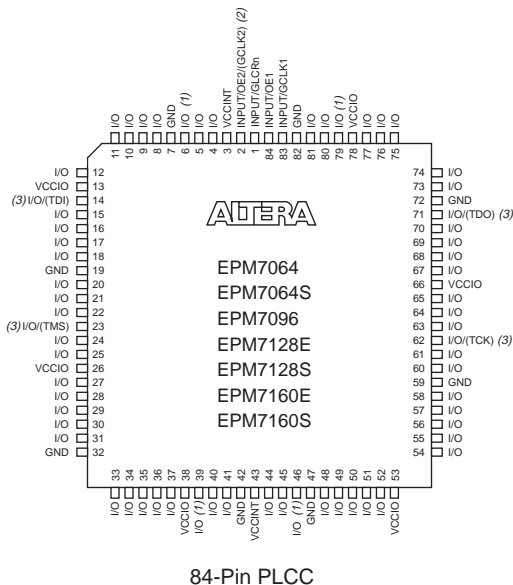 I/O
I/O
I/O
I/O
GND
I/O (1)
I/O
I/O
VCCINT
INPUT/OE2/(GCLK2) (2)
INPUT/GLCRn
INPUT/OE1
INPUT/GCLK1
GND
I/O
I/O
I/O (1)
VCCIO
I/O
I/O
I/O
11
10
9
8
7
6
5
4
3
2
1
84
83
82
81
80
79
78
77
76
75
I/O 12
VCCIO 13
(3) I/O/(TDI) 14
I/O 15
I/O 16
I/O 17
I/O 18
GND 19
I/O 20
I/O 21
I/O 22
(3) I/O/(TMS) 23
I/O 24
I/O 25
VCCIO 26
I/O 27
I/O 28
I/O 29
I/O 30
I/O 31
GND 32
ALTERA
EPM7064
EPM7064S
EPM7096
EPM7128E
EPM7128S
EPM7160E
EPM7160S
74 I/O
73 I/O
72 GND
71 I/O/(TDO) (3)
70 I/O
69 I/O
68 I/O
67 I/O
66 VCCIO
65 I/O
64 I/O
63 I/O
62 I/O/(TCK) (3)
61 I/O
60 I/O
59 GND
58 I/O
57 I/O
56 I/O
55 I/O
54 I/O
33
34
35
36
37
38
39
40
41
42
43
44
45
46
47
48
49
50
51
52
53
I/O
I/O
I/O
I/O
I/O
VCCIO
I/O (1)
I/O
I/O
GND
VCCINT
I/O
I/O
I/O (1)
GND
I/O
I/O
I/O
I/O
I/O
VCCIO
84-Pin PLCC